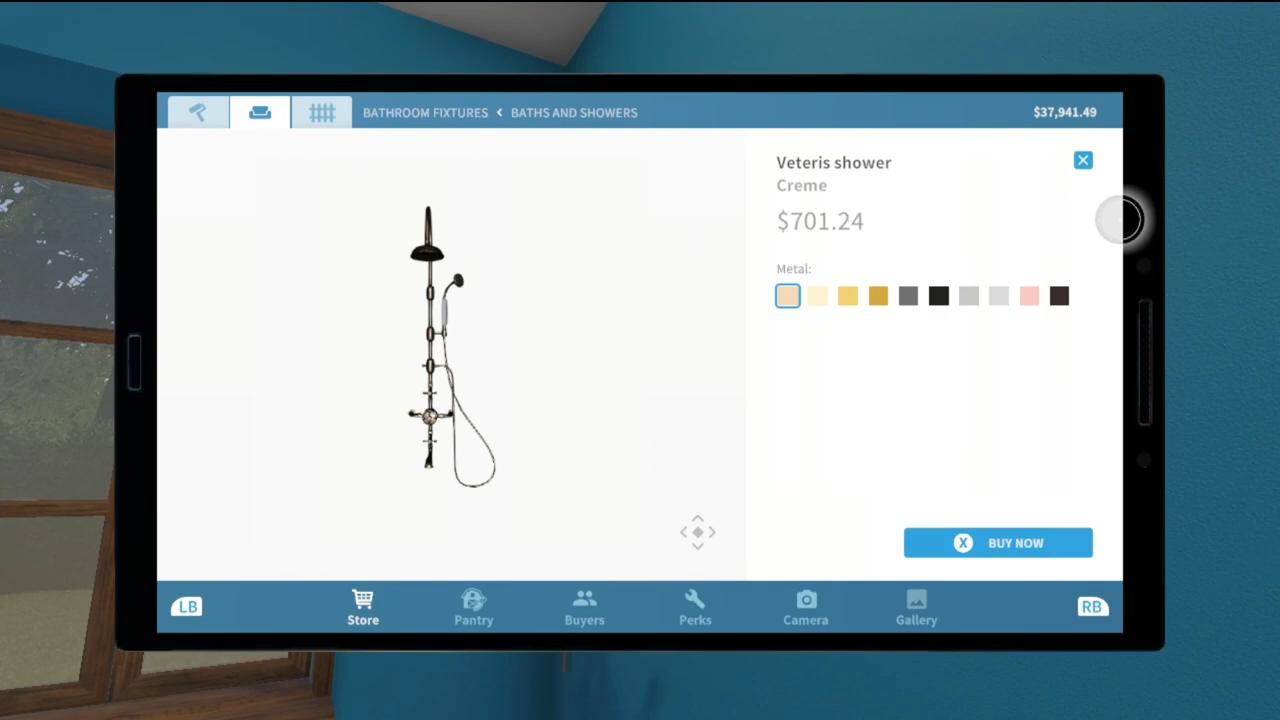 BATHROOM FIXTURES < BATHS AND SHOWERS
$37,941.49
Veteris shower
Creme
$701.24
Metal:
X BUY NOW
LB
Store
Pantry
Buyers
Perks
Camera
Gallery
RB